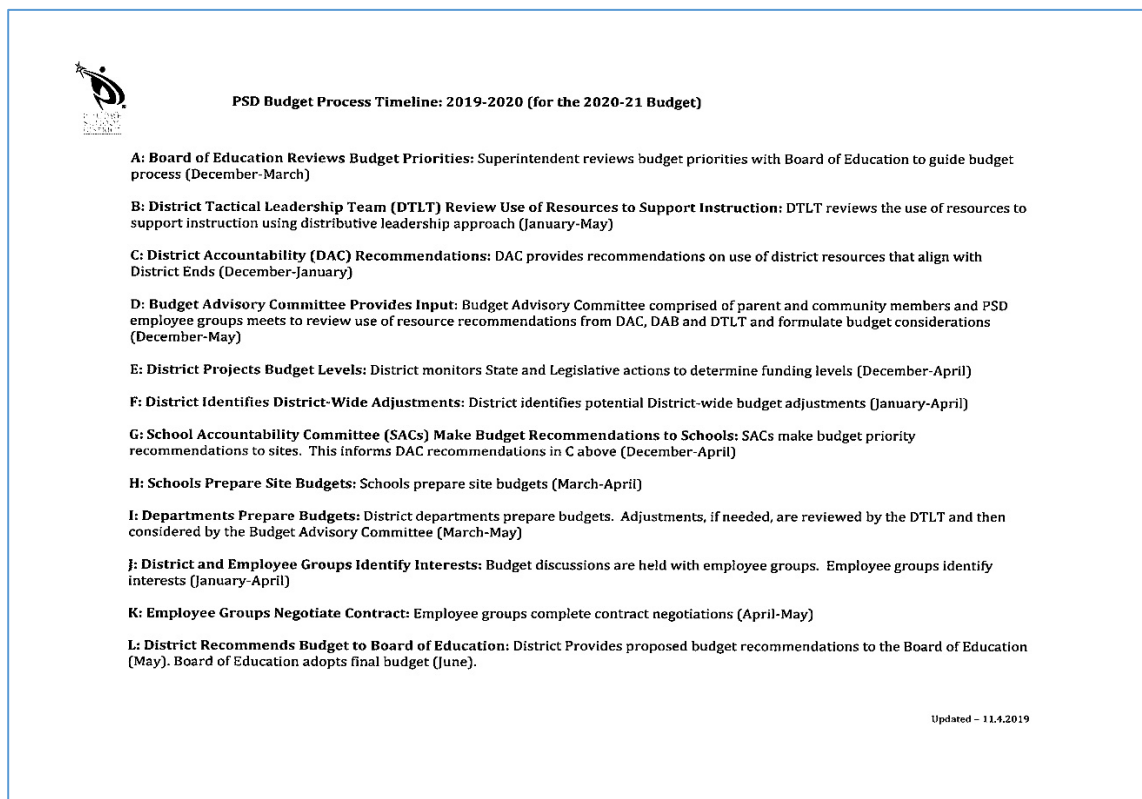 PSD Budget Process Timeline: 2019-2020 (for the 2020-21 Budget)
A: Board of Education Reviews Budget Priorities: Superintendent reviews budget priorities with Board of Education to guide budget
process (December-March)
B: District Tactical Leadership Team (DTLT) Review Use of Resources to Support Instruction: DTLT reviews the use of resources to
support instruction using distributive leadership approach (January-May)
C: District Accountability (DAC) Recommendations: DAC provides recommendations on use of district resources that align with
District Ends (December-January)
D: Budget Advisory Committee Provides Input: Budget Advisory Committee comprised of parent and community members and PSD
employee groups meets to review use of resource recommendations from DAC, DAB and DTLT and formulate budget considerations
(December-May)
E: District Projects Budget Levels: District monitors State and Legislative actions to determine funding levels (December-April)
F: District Identifies District-Wide Adjustments: District identifies potential District-wide budget adjustments (January-April)
G: School Accountability Committee (SACs) Make Budget Recommendations to Schools: SACs make budget priority
recommendations to sites. This informs DAC recommendations in C above (December-April)
H: Schools Prepare Site Budgets: Schools prepare site budgets (March-April)
I: Departments Prepare Budgets: District departments prepare budgets. Adjustments, if needed, are reviewed by the DTLT and then
considered by the Budget Advisory Committee (March-May)
J: District and Employee Groups Identify Interests: Budget discussions are held with employee groups. Employee groups identify
interests (January-April)
K: Employee Groups Negotiate Contract: Employee groups complete contract negotiations (April-May)
L: District Recommends Budget to Board of Education: District Provides proposed budget recommendations to the Board of Education
(May). Board of Education adopts final budget (June).
Updated – 11.4.2019